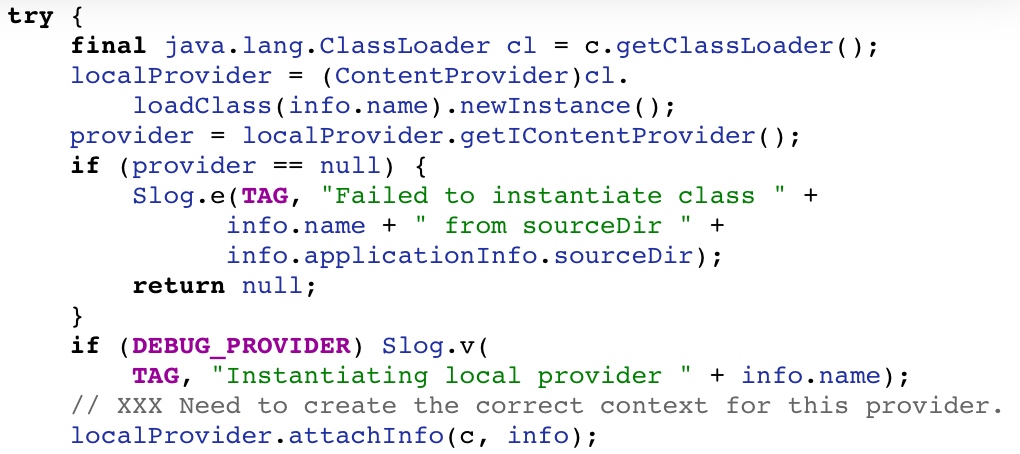 try {
    final java.lang.ClassLoader cl = c.getClassLoader();
    localProvider = (ContentProvider)cl.
        loadClass(info.name).newInstance();
    provider = localProvider.getIContentProvider();
    if (provider == null) {
        Slog.e(TAG, "Failed to instantiate class " +
              info.name + " from sourceDir " +
              info.applicationInfo.sourceDir);
        return null;
    }
    if (DEBUG_PROVIDER) Slog.v(
        TAG, "Instantiating local provider " + info.name);
    // XXX Need to create the correct context for this provider.
    localProvider.attachInfo(c, info);